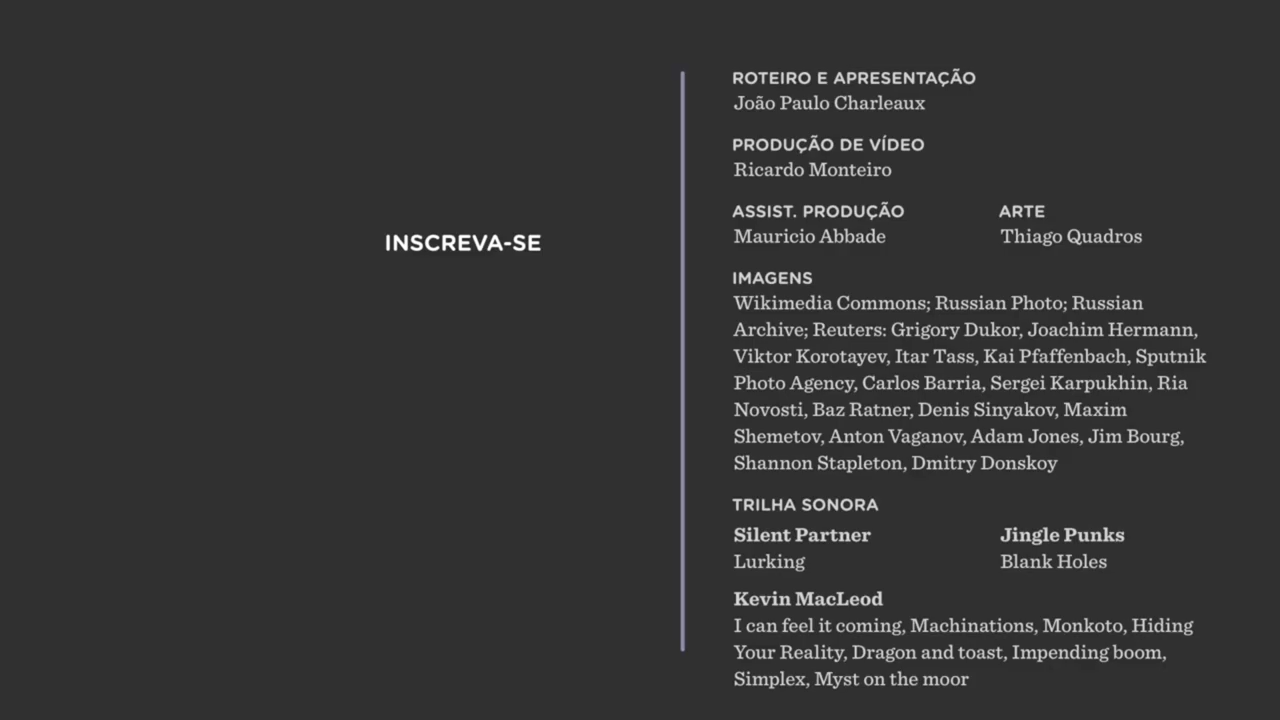 INSCREVA-SE
ROTEIRO E APRESENTAÇÃO
João Paulo Charleaux
PRODUÇÃO DE VÍDEO
Ricardo Monteiro
ASSIST. PRODUÇÃO
Mauricio Abbade
ARTE
Thiago Quadros
IMAGENS
Wikimedia Commons; Russian Photo; Russian
Archive; Reuters: Grigory Dukor, Joachim Hermann,
Viktor Korotayev, Itar Tass, Kai Pfaffenbach, Sputnik
Photo Agency, Carlos Barria, Sergei Karpukhin, Ria
Novosti, Baz Ratner, Denis Sinyakov, Maxim
Shemetov, Anton Vaganov, Adam Jones, Jim Bourg,
Shannon Stapleton, Dmitry Donskoy
TRILHA SONORA
Silent Partner
Lurking
Jingle Punks
Blank Holes
Kevin MacLeod
I can feel it coming, Machinations, Monkoto, Hiding
Your Reality, Dragon and toast, Impending boom,
Simplex, Myst on the moor